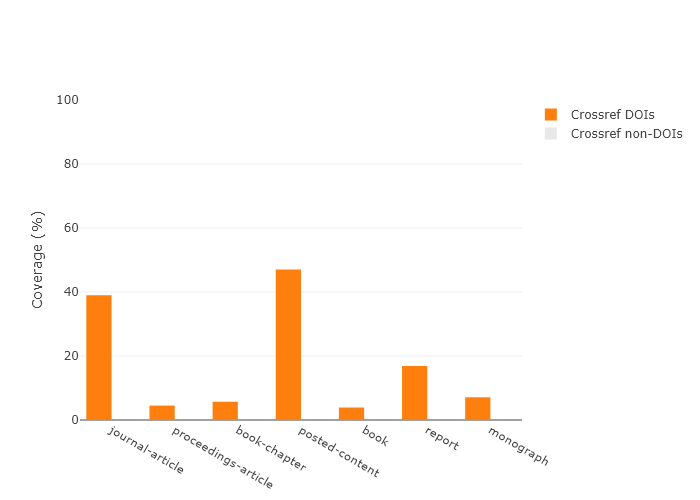 100
80
60
40
20
0
Coverage (%)
journal-article
proceedings-article
book-chapter
posted-content
book
report
monograph
Crossref DOIs
Crossref non-DOIs